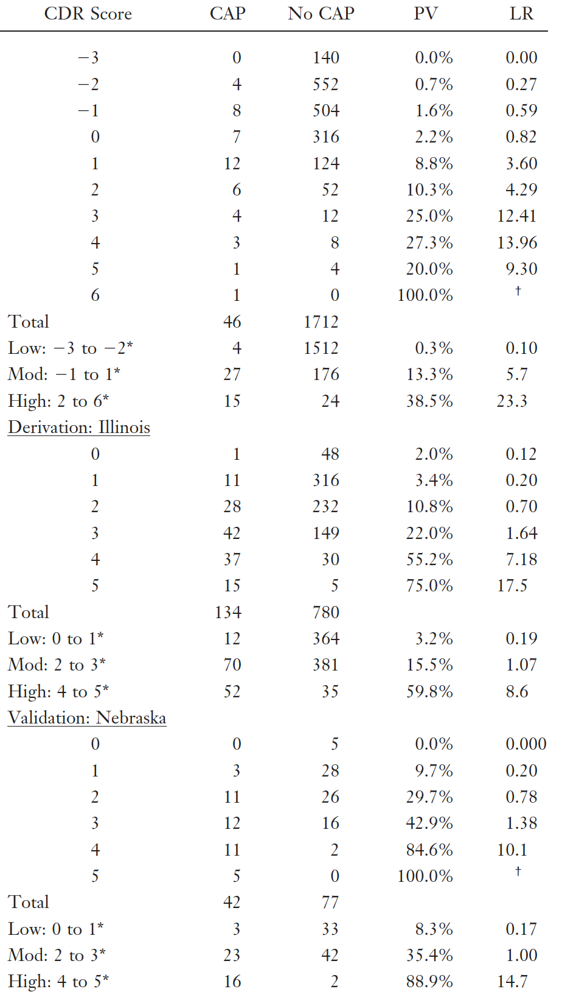 CDR Score CAP No CAP PV LR
−3 0 140 0.0% 0.00
−2 4 552 0.7% 0.27
−1 8 504 1.6% 0.59
0 7 316 2.2% 0.82
1 12 124 8.8% 3.60
2 6 52 10.3% 4.29
3 4 12 25.0% 12.41
4 3 8 27.3% 13.96
5 1 4 20.0% 9.30
6 1 0 100.0% †
Total 46 1712
Low: −3 to −2* 4 1512 0.3% 0.10
Mod: −1 to 1* 27 176 13.3% 5.7
High: 2 to 6* 15 24 38.5% 23.3
Derivation: Illinois
0 1 48 2.0% 0.12
1 11 316 3.4% 0.20
2 28 232 10.8% 0.70
3 42 149 22.0% 1.64
4 37 30 55.2% 7.18
5 15 5 75.0% 17.5
Total 134 780
Low: 0 to 1* 12 364 3.2% 0.19
Mod: 2 to 3* 70 381 15.5% 1.07
High: 4 to 5* 52 35 59.8% 8.6
Validation: Nebraska
0 0 5 0.0% 0.000
1 3 28 9.7% 0.20
2 11 26 29.7% 0.78
3 12 16 42.9% 1.38
4 11 2 84.6% 10.1
5 5 0 100.0% †
Total 42 77
Low: 0 to 1* 3 33 8.3% 0.17
Mod: 2 to 3* 23 42 35.4% 1.00
High: 4 to 5* 16 2 88.9% 14.7